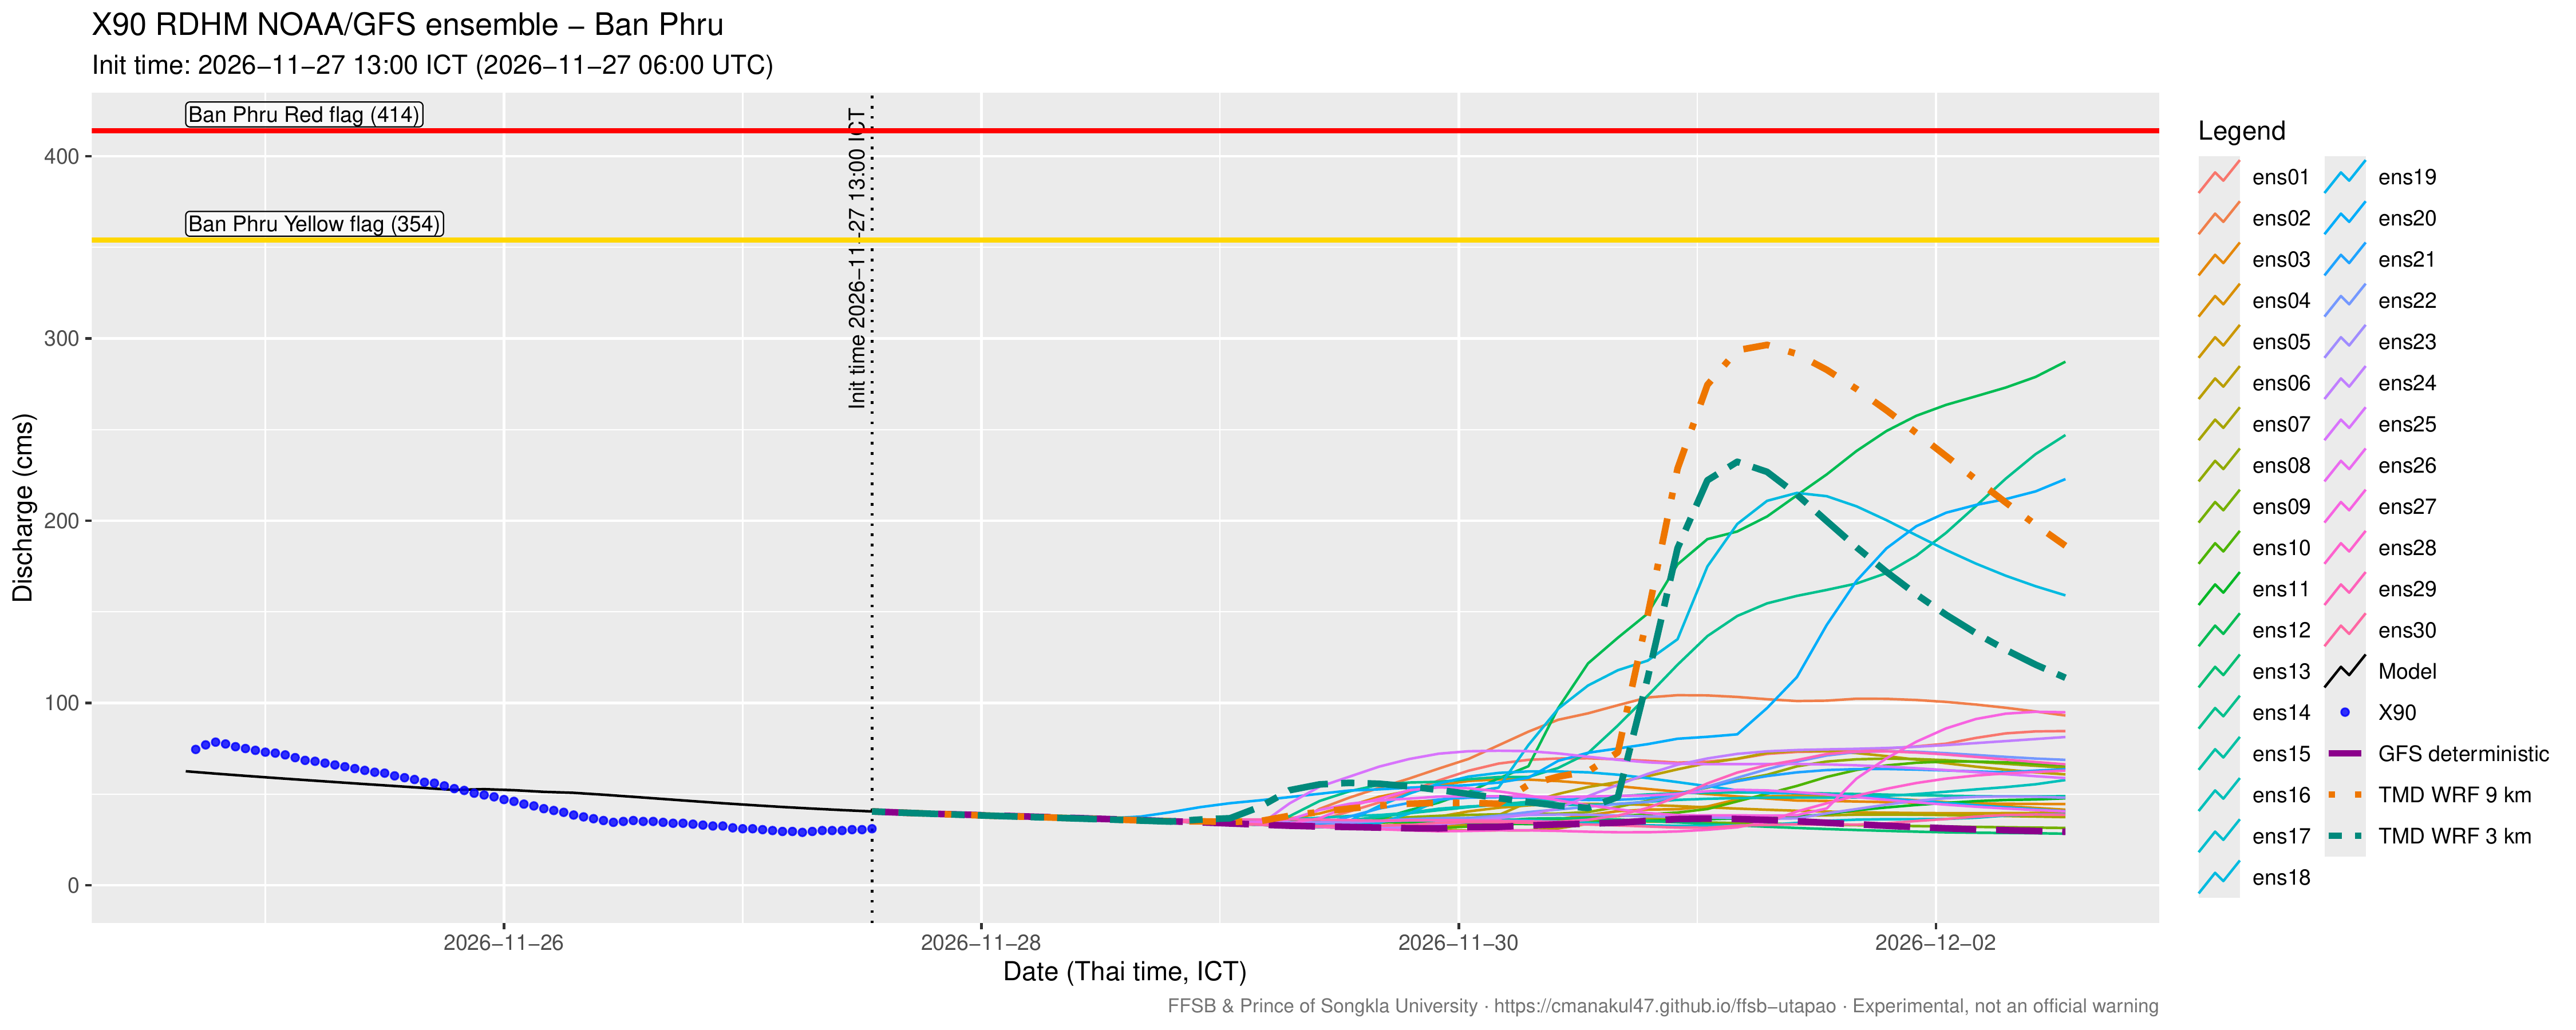 X90 RDHM NOAA/GFS ensemble – Ban Phru
Init time: 2026–11–27 13:00 ICT (2026–11–27 06:00 UTC)
Ban Phru Red flag (414)
Ban Phru Yellow flag (354)
Init time 2026–11–27 13:00 ICT
Discharge (cms)
400
300
200
100
0
2026–11–26
2026–11–28
2026–11–30
2026–12–02
Date (Thai time, ICT)
Legend
ens01
ens02
ens03
ens04
ens05
ens06
ens07
ens08
ens09
ens10
ens11
ens12
ens13
ens14
ens15
ens16
ens17
ens18
ens19
ens20
ens21
ens22
ens23
ens24
ens25
ens26
ens27
ens28
ens29
ens30
Model
X90
GFS deterministic
TMD WRF 9 km
TMD WRF 3 km
FFSB & Prince of Songkla University · https://cmanakul47.github.io/ffsb–utapao · Experimental, not an official warning